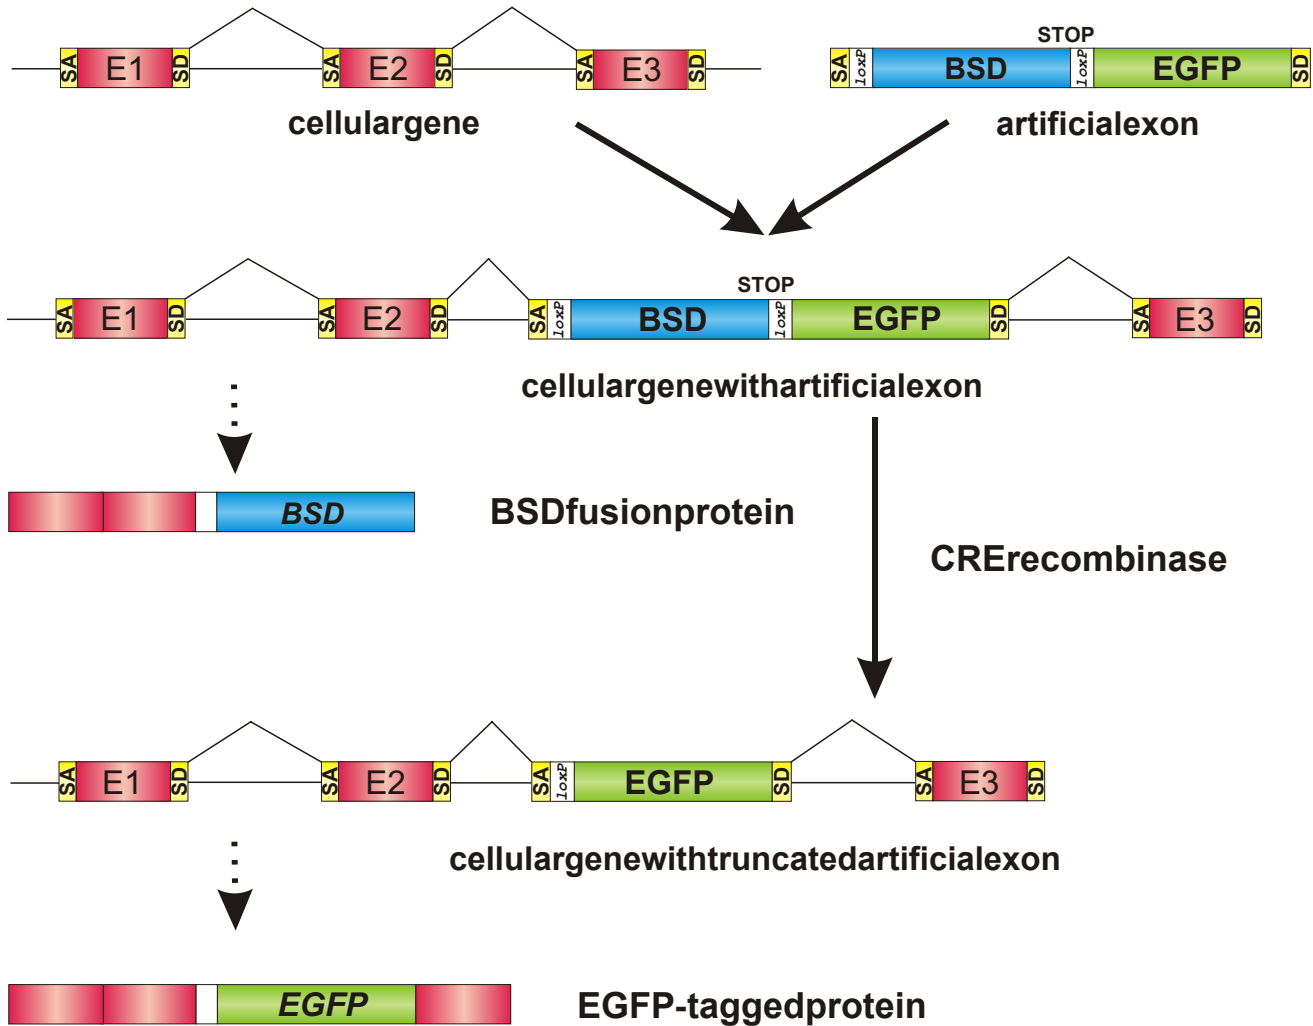 STOP
SA E1 SD SA E2 SD SA E3 SD SA loxP BSD loxP EGFP SD
cellulargene
artificialexon
STOP
SA E1 SD SA E2 SD SA loxP BSD loxP EGFP SD SA E3 SD
cellulargenewithartificialexon
BSD
BSDfusionprotein
CRErecombinase
SA E1 SD SA E2 SD SA loxP EGFP SD SA E3 SD
cellulargenewithtruncatedartificialexon
EGFP
EGFP-taggedprotein